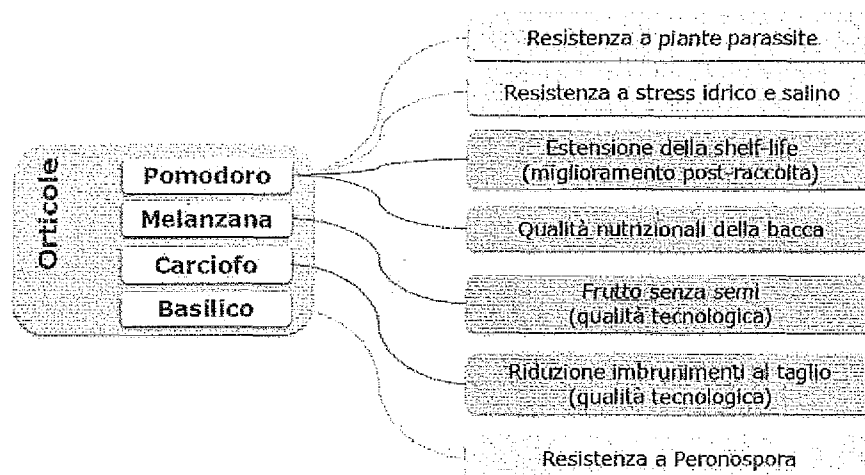 Orticole
Pomodoro
Melanzana
Carciofo
Basilico
Resistenza a piante parassite
Resistenza a stress idrico e salino
Estensione della shelf-life
(miglioramento post-raccolta)
Qualità nutrizionali della bacca
Frutto senza semi
(qualità tecnologica)
Riduzione imbrunimenti al taglio
(qualità tecnologica)
Resistenza a Peronospora